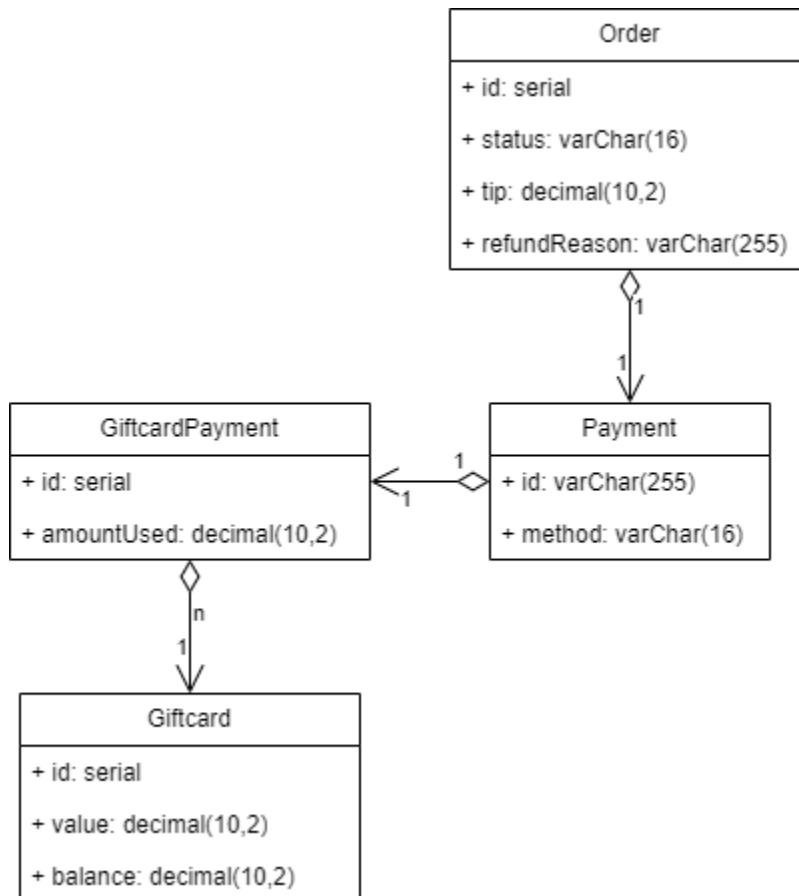 Order
+ id: serial
+ status: varChar(16)
+ tip: decimal(10,2)
+ refundReason: varChar(255)
1
1
GiftcardPayment
+ id: serial
+ amountUsed: decimal(10,2)
1
1
Payment
+ id: varChar(255)
+ method: varChar(16)
n
1
Giftcard
+ id: serial
+ value: decimal(10,2)
+ balance: decimal(10,2)